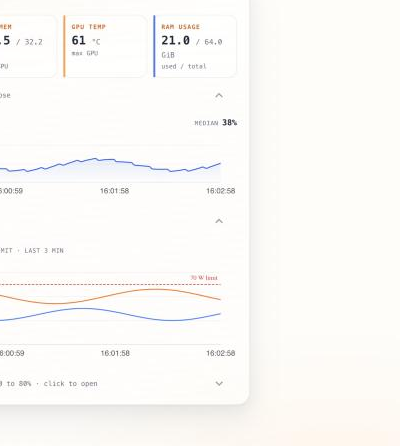 MEM
GPU TEMP
RAM USAGE
.5 / 32.2
61 °C
21.0 / 64.0
GiB
max GPU
used / total
PU
ose
MEDIAN 38%
6:00:59
16:01:58
16:02:58
MIT · LAST 3 MIN
70 W limit
6:00:59
16:01:58
16:02:58
to 80% · click to open